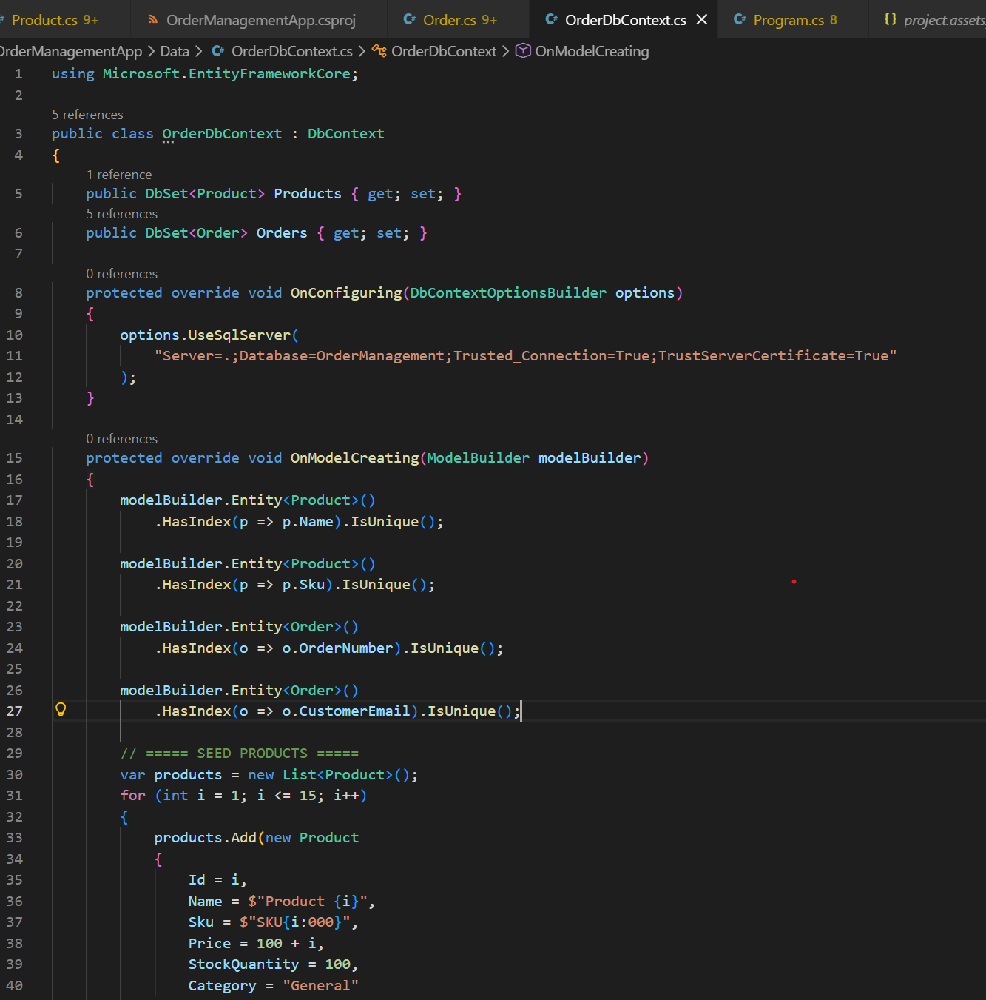 Product.cs 9+ OrderManagementApp.csproj C# Order.cs 9+ C# OrderDbContext.cs C# Program.cs 8 {} project.assets
OrderManagementApp > Data > C# OrderDbContext.cs > OrderDbContext > OnModelCreating
1 using Microsoft.EntityFrameworkCore;
2
5 references
3 public class OrderDbContext : DbContext
4 {
1 reference
5 public DbSet<Product> Products { get; set; }
5 references
6 public DbSet<Order> Orders { get; set; }
7
0 references
8 protected override void OnConfiguring(DbContextOptionsBuilder options)
9 {
10 options.UseSqlServer(
11 "Server=.;Database=OrderManagement;Trusted_Connection=True;TrustServerCertificate=True"
12 );
13 }
14
0 references
15 protected override void OnModelCreating(ModelBuilder modelBuilder)
16 {
17 modelBuilder.Entity<Product>()
18 .HasIndex(p => p.Name).IsUnique();
19
20 modelBuilder.Entity<Product>()
21 .HasIndex(p => p.Sku).IsUnique();
22
23 modelBuilder.Entity<Order>()
24 .HasIndex(o => o.OrderNumber).IsUnique();
25
26 modelBuilder.Entity<Order>()
27 .HasIndex(o => o.CustomerEmail).IsUnique();
28
29 // ===== SEED PRODUCTS =====
30 var products = new List<Product>();
31 for (int i = 1; i <= 15; i++)
32 {
33 products.Add(new Product
34 {
35 Id = i,
36 Name = $"Product {i}",
37 Sku = $"SKU{i:000}",
38 Price = 100 + i,
39 StockQuantity = 100,
40 Category = "General"